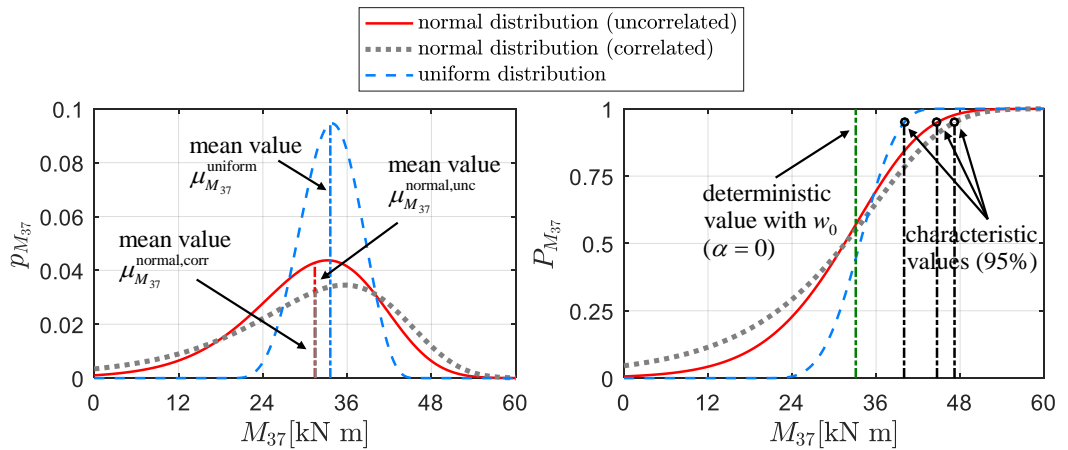 normal distribution (uncorrelated)
normal distribution (correlated)
uniform distribution
0.1
0.08
0.06
0.04
0.02
0
p_{M_{37}}
mean value
μ_{M_{37}}^{uniform}
mean value
μ_{M_{37}}^{normal,unc}
mean value
μ_{M_{37}}^{normal,corr}
0 12 24 36 48 60
M_{37}[kN m]
1
0.75
0.5
0.25
0
P_{M_{37}}
deterministic
value with w_0
(α = 0)
characteristic
values (95%)
0 12 24 36 48 60
M_{37}[kN m]